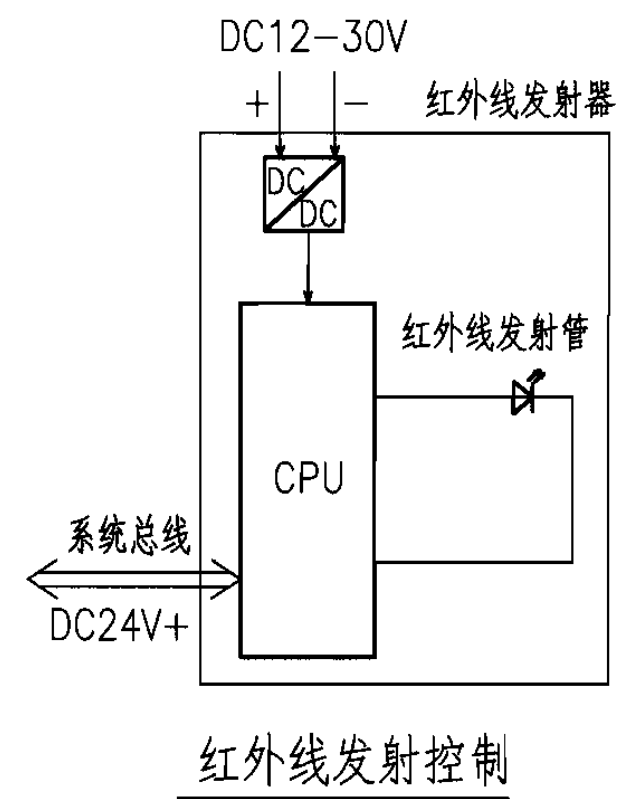 DC12-30V
+ -
红外线发射器
DC
DC
红外线发射管
CPU
系统总线
DC24V+
红外线发射控制